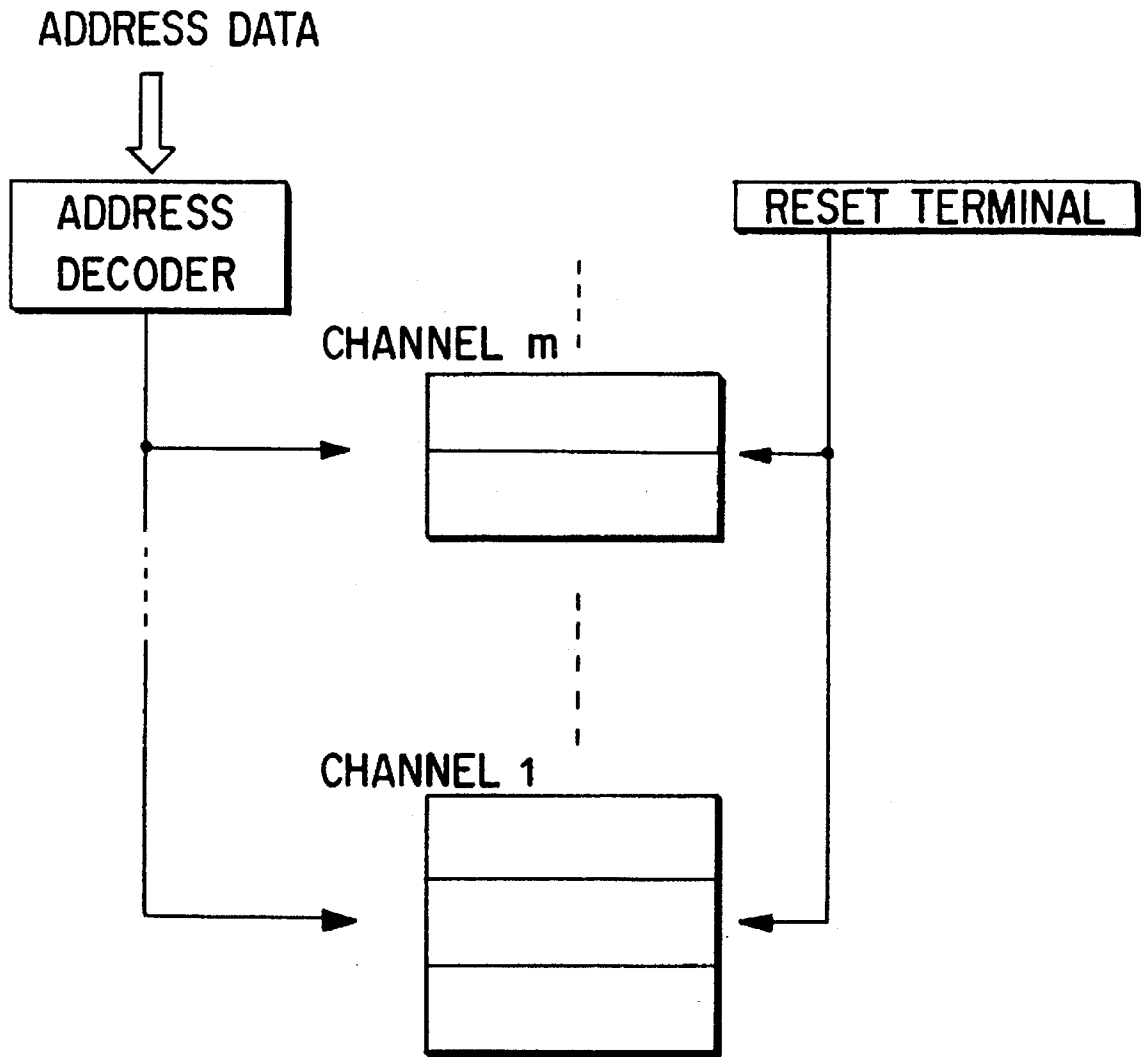 ADDRESS DATA
ADDRESS
DECODER
RESET TERMINAL
CHANNEL m
CHANNEL 1